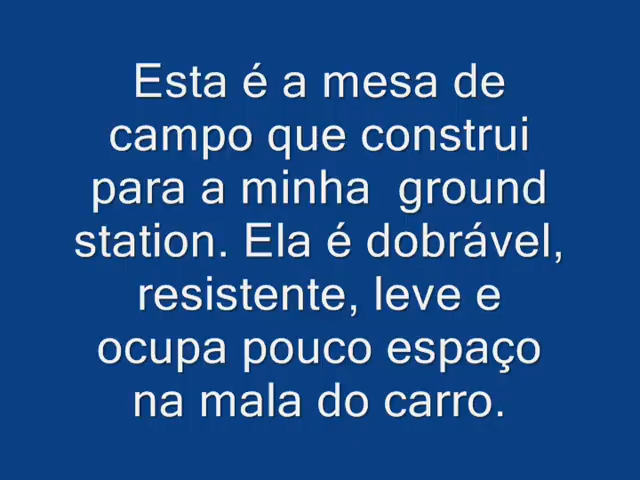 Esta é a mesa de
campo que construi
para a minha  ground
station. Ela é dobrável,
resistente, leve e
ocupa pouco espaço
na mala do carro.